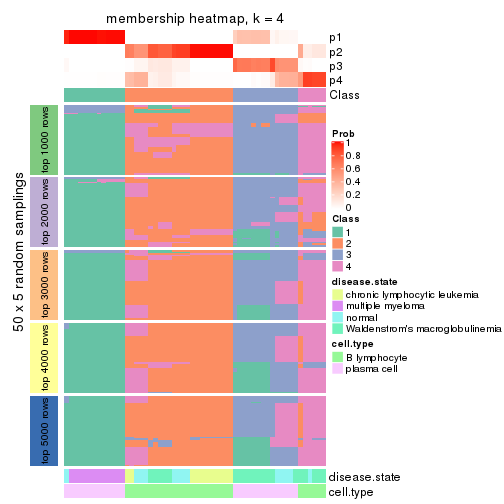 membership heatmap, k = 4
p1
p2
p3
p4
Class
50 x 5 random samplings
top 1000 rows
top 2000 rows
top 3000 rows
top 4000 rows
top 5000 rows
Prob
1
0.8
0.6
0.4
0.2
0
Class
1
2
3
4
disease.state
chronic lymphocytic leukemia
multiple myeloma
normal
Waldenstrom's macroglobulinemia
cell.type
B lymphocyte
plasma cell
disease.state
cell.type